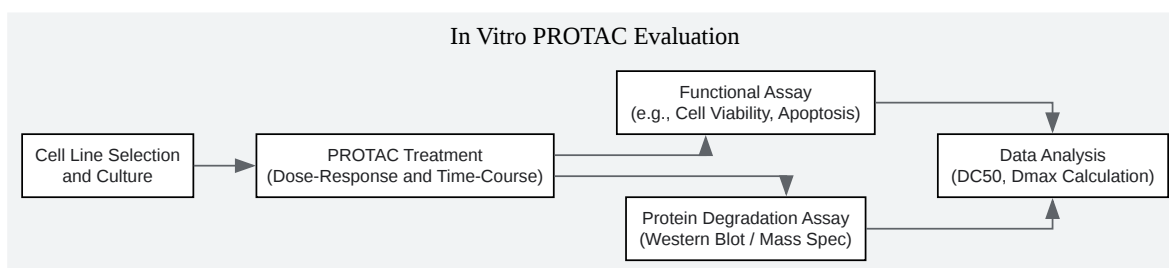 In Vitro PROTAC Evaluation
Cell Line Selection
and Culture
PROTAC Treatment
(Dose-Response and Time-Course)
Functional Assay
(e.g., Cell Viability, Apoptosis)
Protein Degradation Assay
(Western Blot / Mass Spec)
Data Analysis
(DC50, Dmax Calculation)